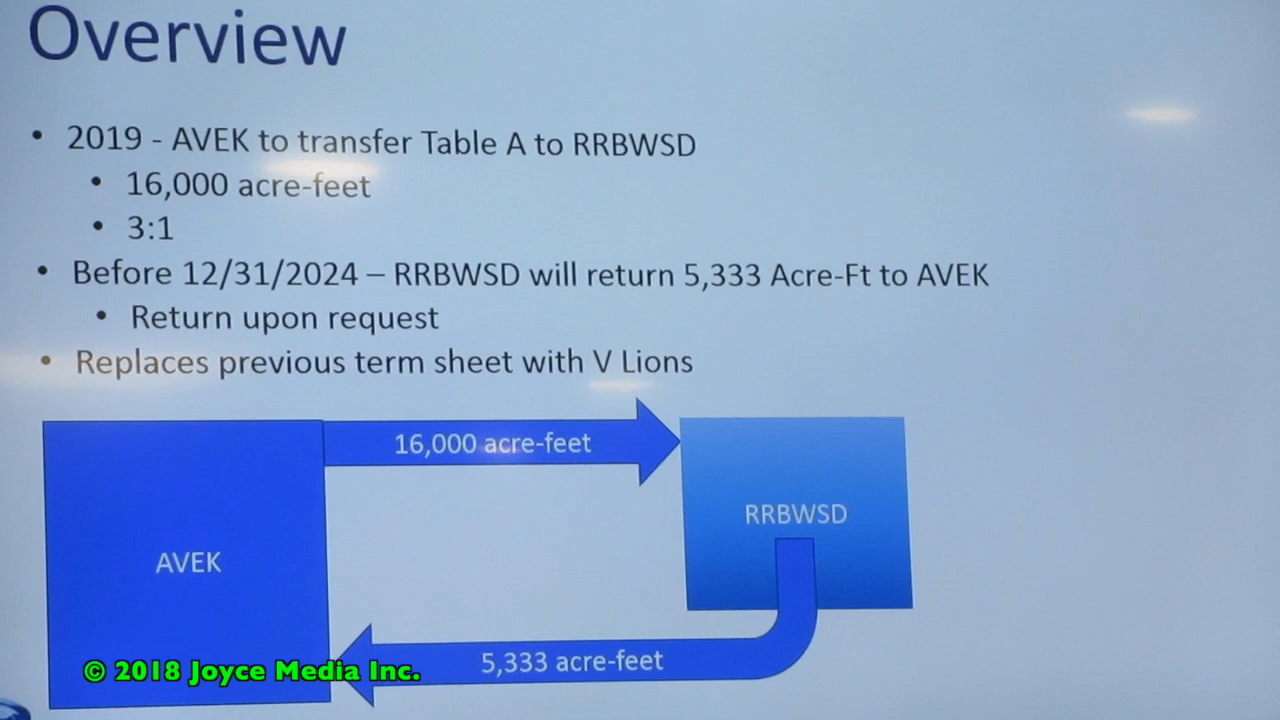 Overview
• 2019 - AVEK to transfer Table A to RRBWSD
• 16,000 acre-feet
• 3:1
• Before 12/31/2024 – RRBWSD will return 5,333 Acre-Ft to AVEK
• Return upon request
• Replaces previous term sheet with V Lions
16,000 acre-feet
RRBWSD
AVEK
5,333 acre-feet
© 2018 Joyce Media Inc.